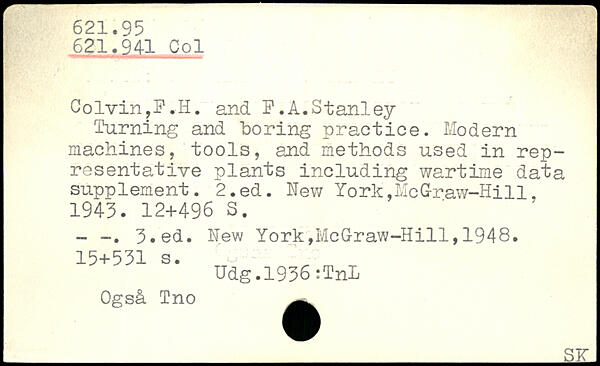 621.95
621.941 Col
Colvin,F.H. and F.A.Stanley
Turning and boring practice. Modern
machines, tools, and methods used in rep-
resentative plants including wartime data
supplement. 2.ed. New York,McGraw-Hill,
1943. 12+496 S.
- -. 3.ed. New York,McGraw-Hill,1948.
15+531 s.
Udg.1936:TnL
Også Tno
SK